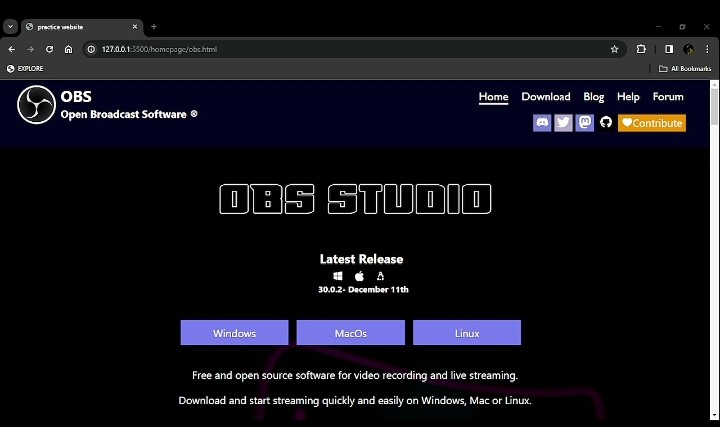 practice website
127.0.0.1:5500/homepage/obs.html
EXPLORE
All Bookmarks
OBS
Open Broadcast Software ®
Home Download Blog Help Forum
Contribute
OBS STUDIO
Latest Release
30.0.2- December 11th
Windows MacOs Linux
Free and open source software for video recording and live streaming.
Download and start streaming quickly and easily on Windows, Mac or Linux.